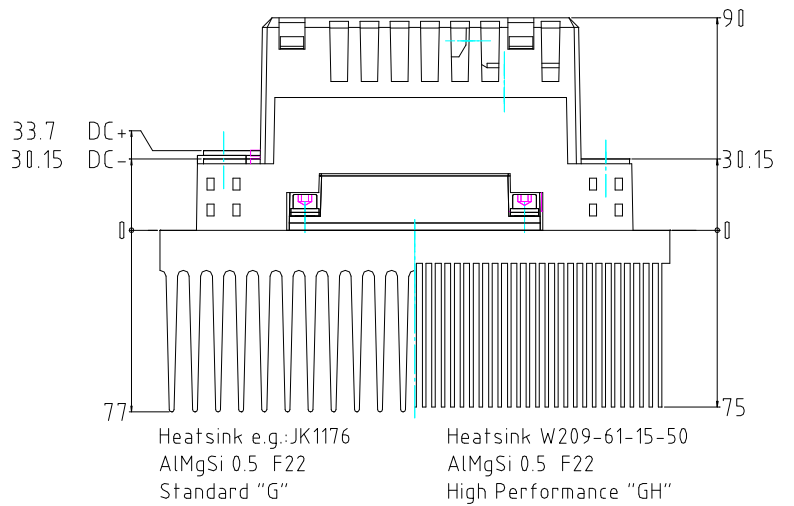 90
33.7 DC+
30.15 DC-
30.15
0
0
77
75
Heatsink e.g.:JK1176
AlMgSi 0.5 F22
Standard "G"
Heatsink W209-61-15-50
AlMgSi 0.5 F22
High Performance "GH"